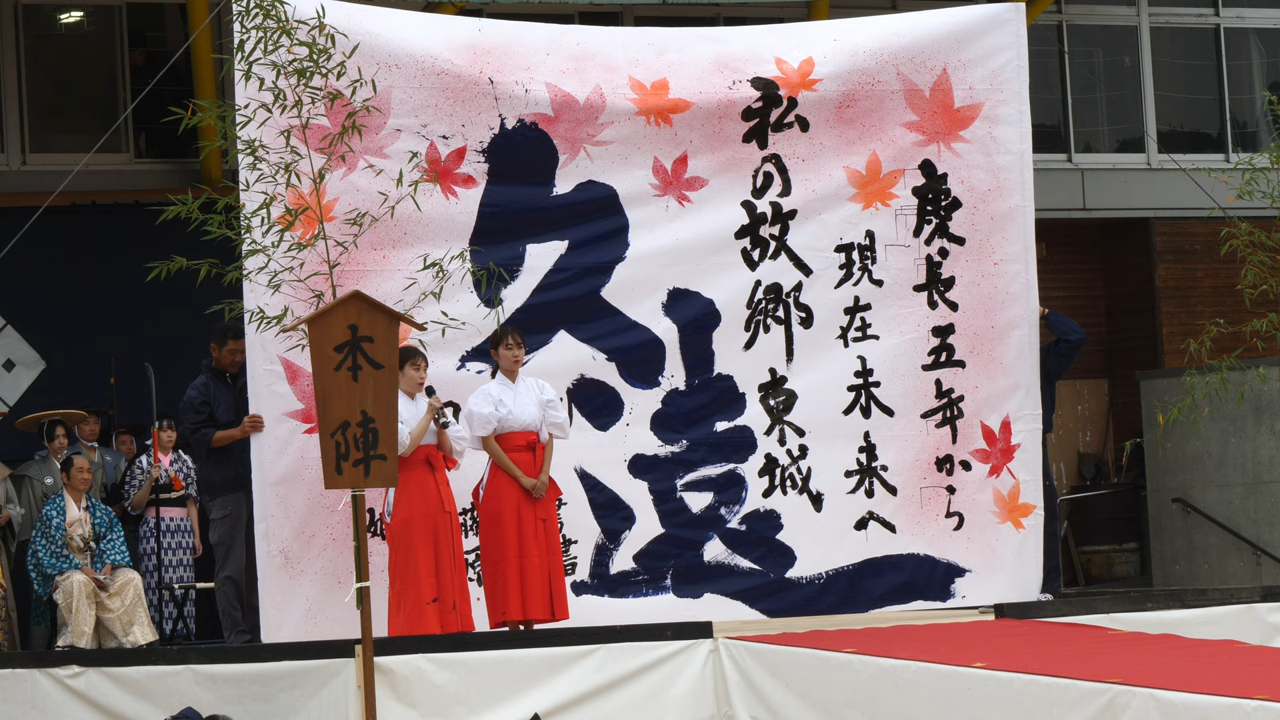 慶長五年から
現在未来へ
私の故郷東城
久遠
本陣